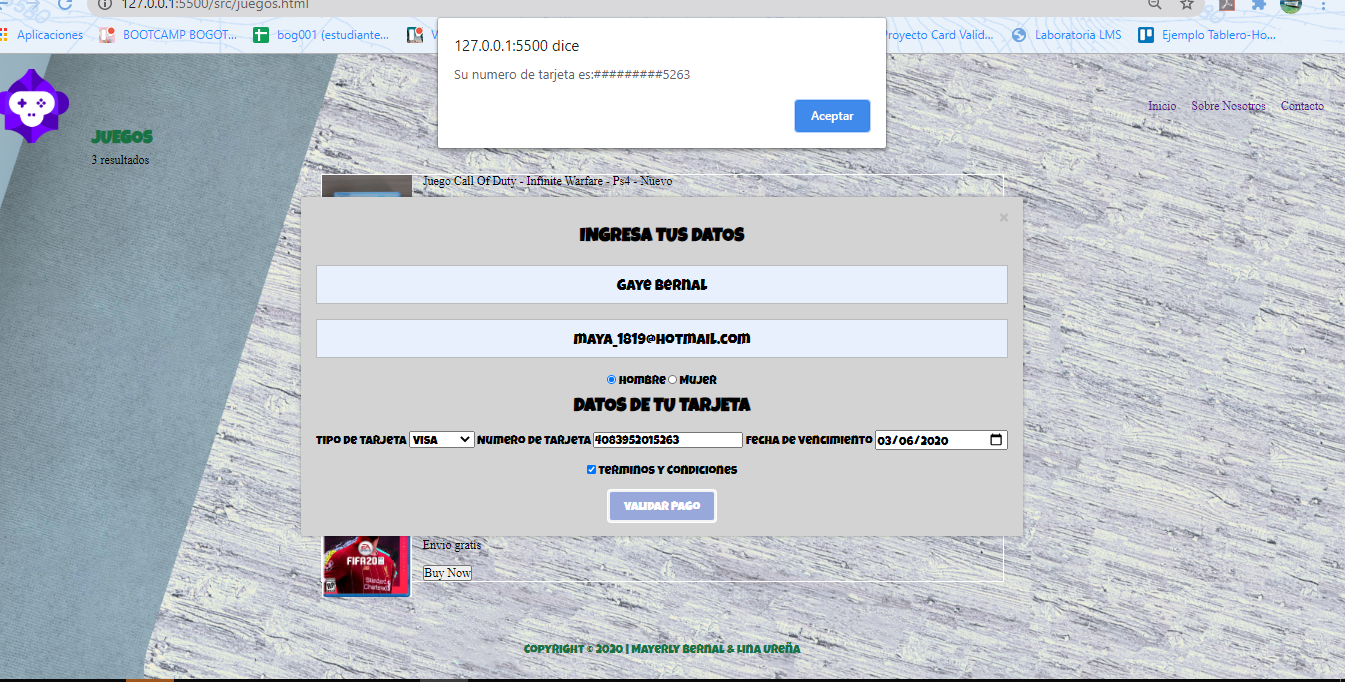 127.0.0.1:5500/src/juegos.html
Aplicaciones BOOTCAMP BOGOT... bog001 (estudiante... royecto Card Valid... Laboratoria LMS Ejemplo Tablero-Ho...
127.0.0.1:5500 dice
Su numero de tarjeta es:#########5263
Aceptar
Inicio Sobre Nosotros Contacto
JUEGOS
3 resultados
Juego Call Of Duty - Infinite Warfare - Ps4 - Nuevo
×
INGRESA TUS DATOS
Gaye Bernal
maya_1819@hotmail.com
Hombre Mujer
DATOS DE TU TARJETA
Tipo de Tarjeta VISA Numero de Tarjeta 4083952015263 Fecha de Vencimiento 03/06/2020
Terminos y Condiciones
VALIDAR PAGO
EA
SPORTS
FIFA20
Envio gratis
Standard
Buy Now
Copyright © 2020 | Mayerly Bernal & Lina Ureña